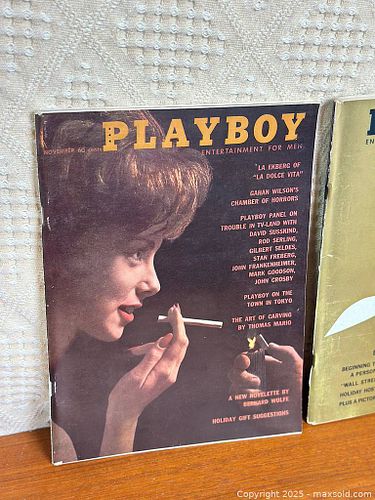 PLAYBOY
NOVEMBER 60 cents
ENTERTAINMENT FOR MEN
"LA EKBERG OF
"LA DOLCE VITA"
GAHAN WILSON'S
CHAMBER OF HORRORS
PLAYBOY PANEL ON
TROUBLE IN TV-LAND WITH
DAVID SUSSKIND,
ROD SERLING,
GILBERT SELDES,
STAN FREBERG,
JOHN FRANKENHEIMER,
MARK GOODSON,
JOHN CROSBY
PLAYBOY ON THE
TOWN IN TOKYO
THE ART OF CARVING
BY THOMAS MARIO
A NEW NOVELETTE BY
BERNARD WOLFE
HOLIDAY GIFT SUGGESTIONS
EN
BEGINNING
A PERSO
"WALL STRE
HOLIDAY HOS
PLUS A PICTOR
Copyright 2025 - maxsold.com